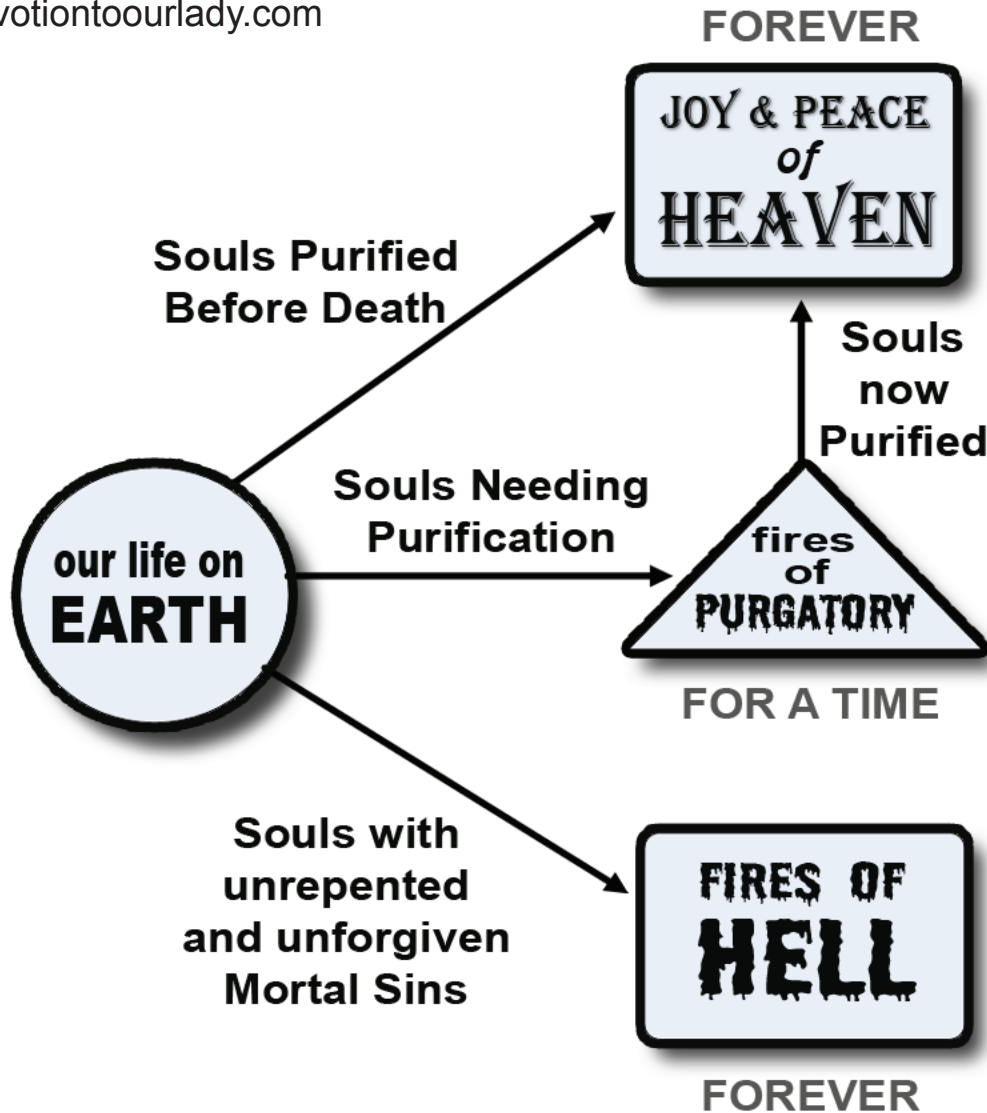 votiontoourlady.com
FOREVER
JOY & PEACE
of
HEAVEN
Souls Purified
Before Death
Souls
now
Purified
Souls Needing
Purification
our life on
EARTH
fires
of
PURGATORY
FOR A TIME
Souls with
unrepented
and unforgiven
Mortal Sins
FIRES OF
HELL
FOREVER